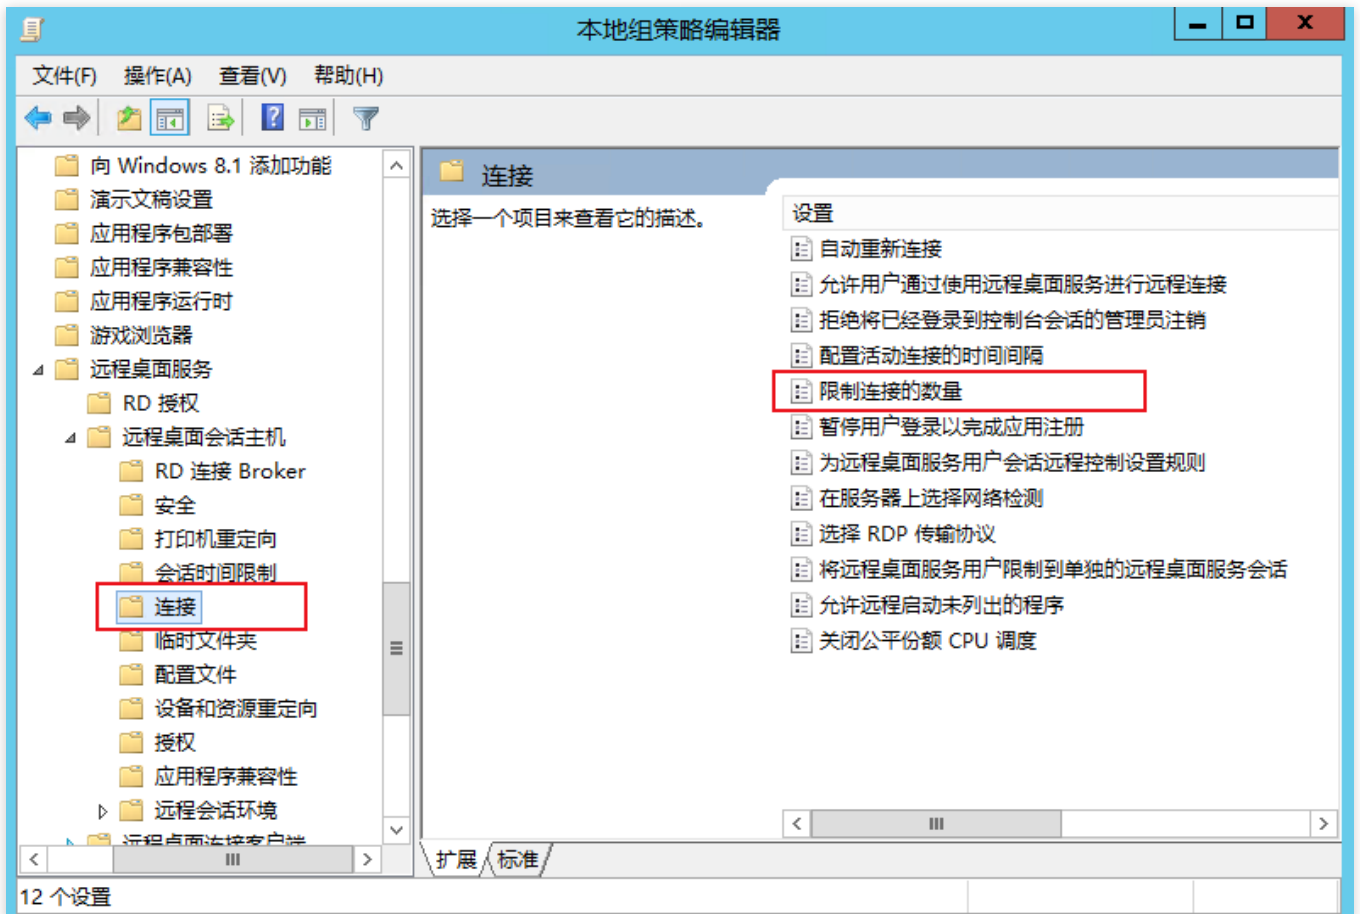 本地组策略编辑器
文件(F) 操作(A) 查看(V) 帮助(H)
向 Windows 8.1 添加功能
演示文稿设置
应用程序包部署
应用程序兼容性
应用程序运行时
游戏浏览器
远程桌面服务
RD 授权
远程桌面会话主机
RD 连接 Broker
安全
打印机重定向
会话时间限制
连接
临时文件夹
配置文件
设备和资源重定向
授权
应用程序兼容性
远程会话环境
远程桌面连接客户端
连接
选择一个项目来查看它的描述。
设置
自动重新连接
允许用户通过使用远程桌面服务进行远程连接
拒绝将已经登录到控制台会话的管理员注销
配置活动连接的时间间隔
限制连接的数量
暂停用户登录以完成应用注册
为远程桌面服务用户会话远程控制设置规则
在服务器上选择网络检测
选择 RDP 传输协议
将远程桌面服务用户限制到单独的远程桌面服务会话
允许远程启动未列出的程序
关闭公平份额 CPU 调度
扩展 标准
12 个设置